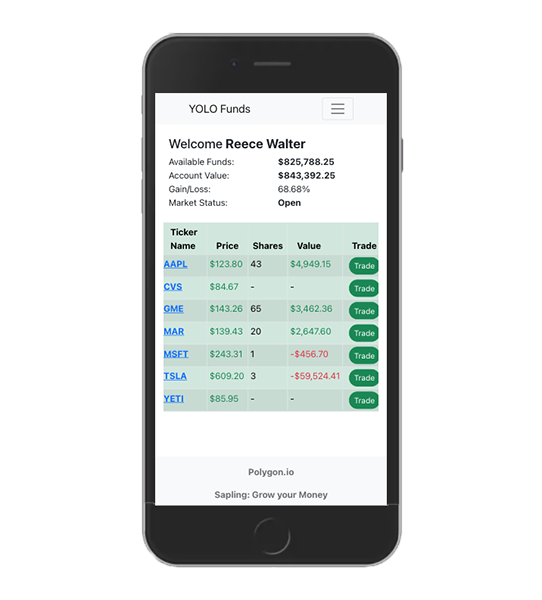 YOLO Funds
Welcome Reece Walter
Available Funds: $825,788.25
Account Value: $843,392.25
Gain/Loss: 68.68%
Market Status: Open
Ticker
Name Price Shares Value Trade
AAPL $123.80 43 $4,949.15 Trade
CVS $84.67 - - Trade
GME $143.26 65 $3,462.36 Trade
MAR $139.43 20 $2,647.60 Trade
MSFT $243.31 1 -$456.70 Trade
TSLA $609.20 3 -$59,524.41 Trade
YETI $85.95 - - Trade
Polygon.io
Sapling: Grow your Money